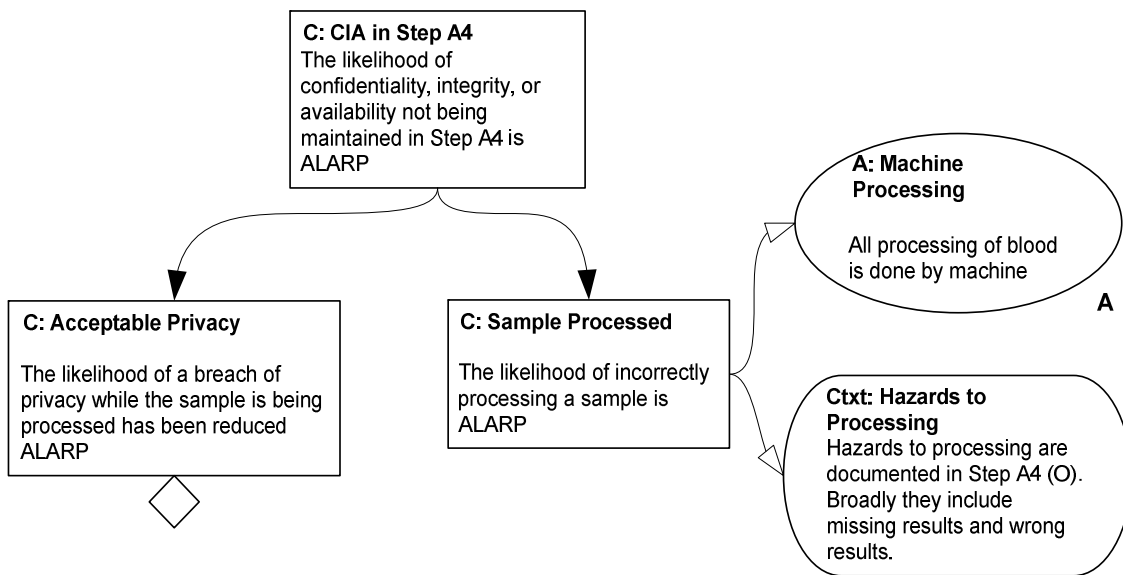 C: CIA in Step A4
The likelihood of
confidentiality, integrity, or
availability not being
maintained in Step A4 is
ALARP
A: Machine
Processing
All processing of blood
is done by machine
A
C: Acceptable Privacy
The likelihood of a breach of
privacy while the sample is being
processed has been reduced
ALARP
C: Sample Processed
The likelihood of incorrectly
processing a sample is
ALARP
Ctxt: Hazards to
Processing
Hazards to processing are
documented in Step A4 (O).
Broadly they include
missing results and wrong
results.